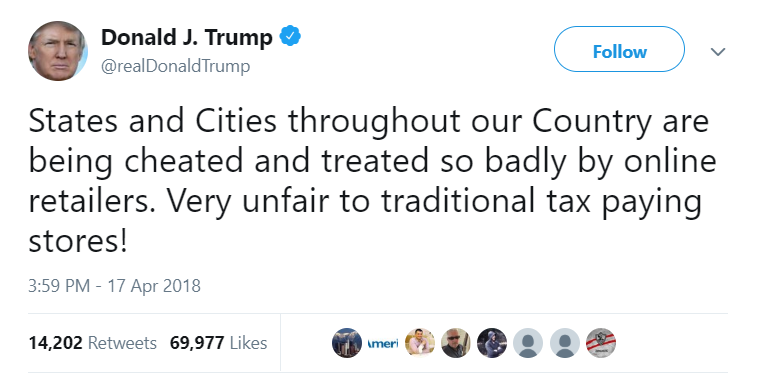 Donald J. Trump
@realDonaldTrump
Follow
States and Cities throughout our Country are
being cheated and treated so badly by online
retailers. Very unfair to traditional tax paying
stores!
3:59 PM - 17 Apr 2018
14,202 Retweets 69,977 Likes
Ameri